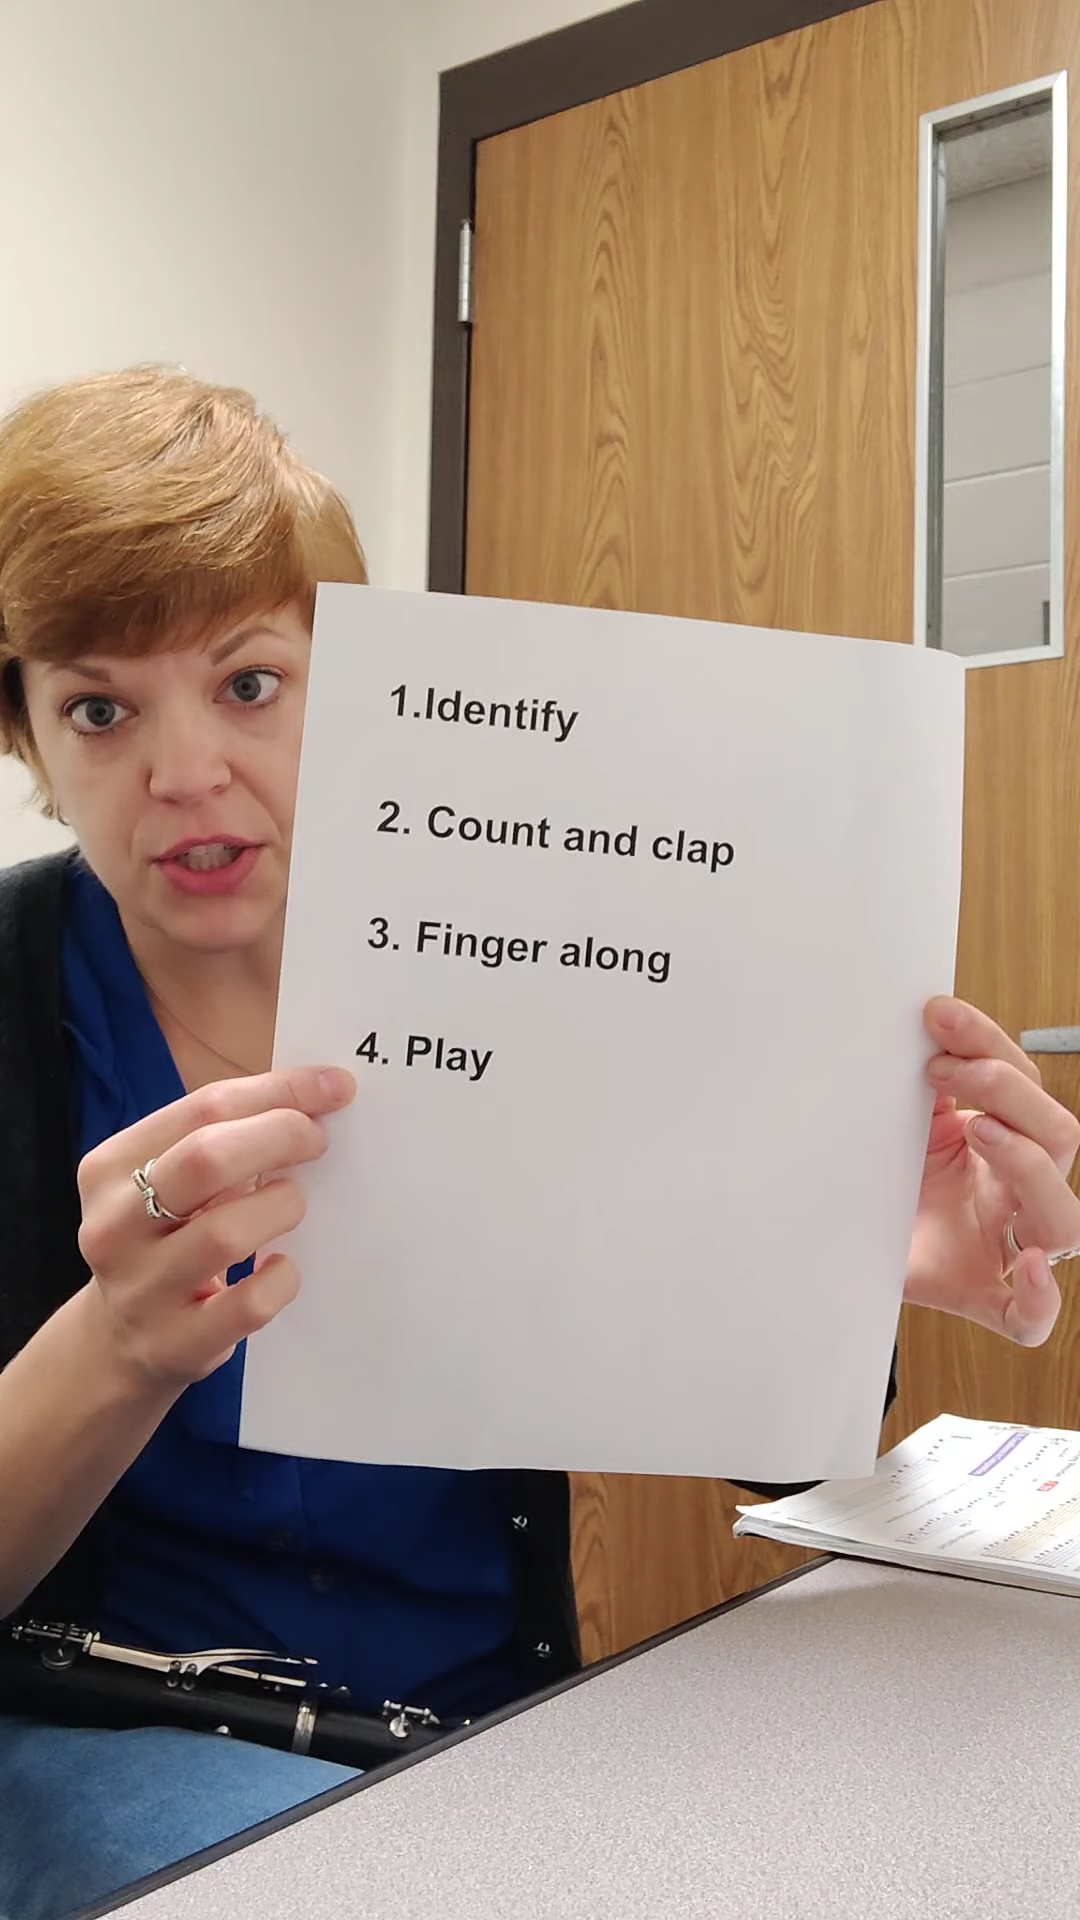 1.Identify
2. Count and clap
3. Finger along
4. Play